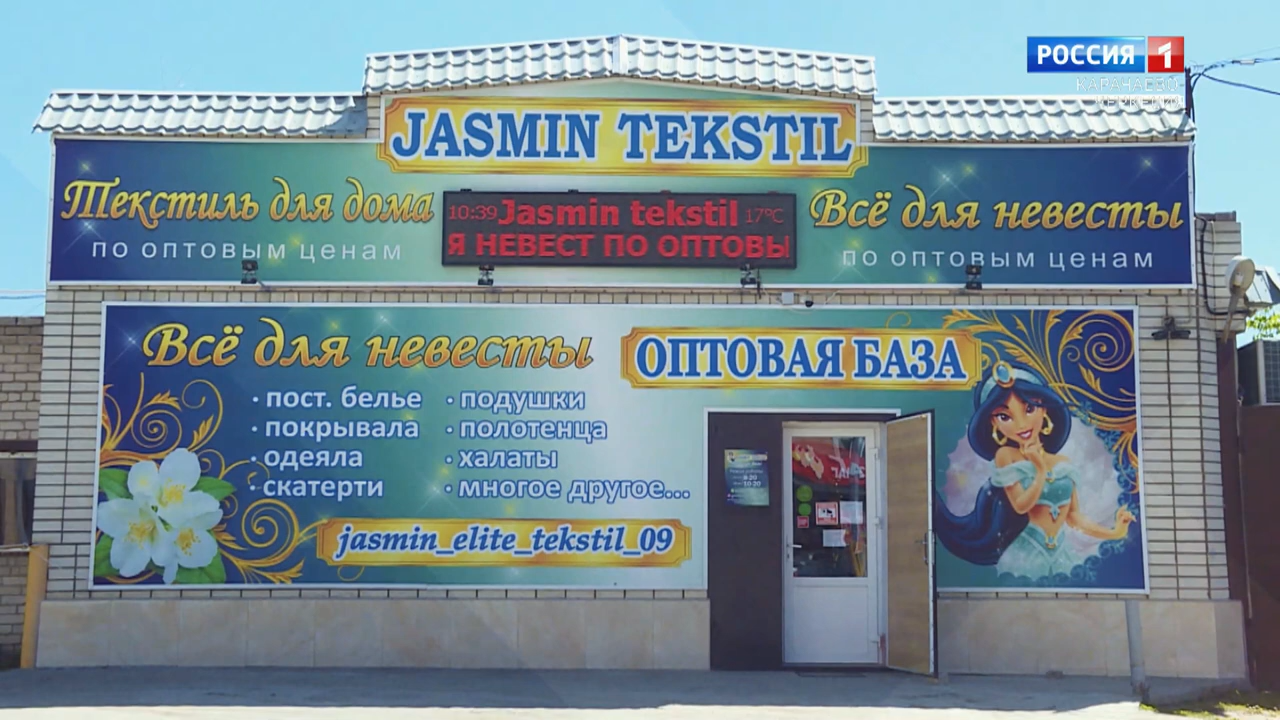 РОССИЯ 1
КАРАЧАЕВО
ЧЕРКЕСИЯ
JASMIN TEKSTIL
Текстиль для дома
по оптовым ценам
10:39 Jasmin tekstil 17°C
Я НЕВЕСТ ПО ОПТОВЫ
Всё для невесты
по оптовым ценам
Всё для невесты
· пост. белье
· покрывала
· одеяла
· скатерти
· подушки
· полотенца
· халаты
· многое другое...
jasmin_elite_tekstil_09
ОПТОВАЯ БАЗА